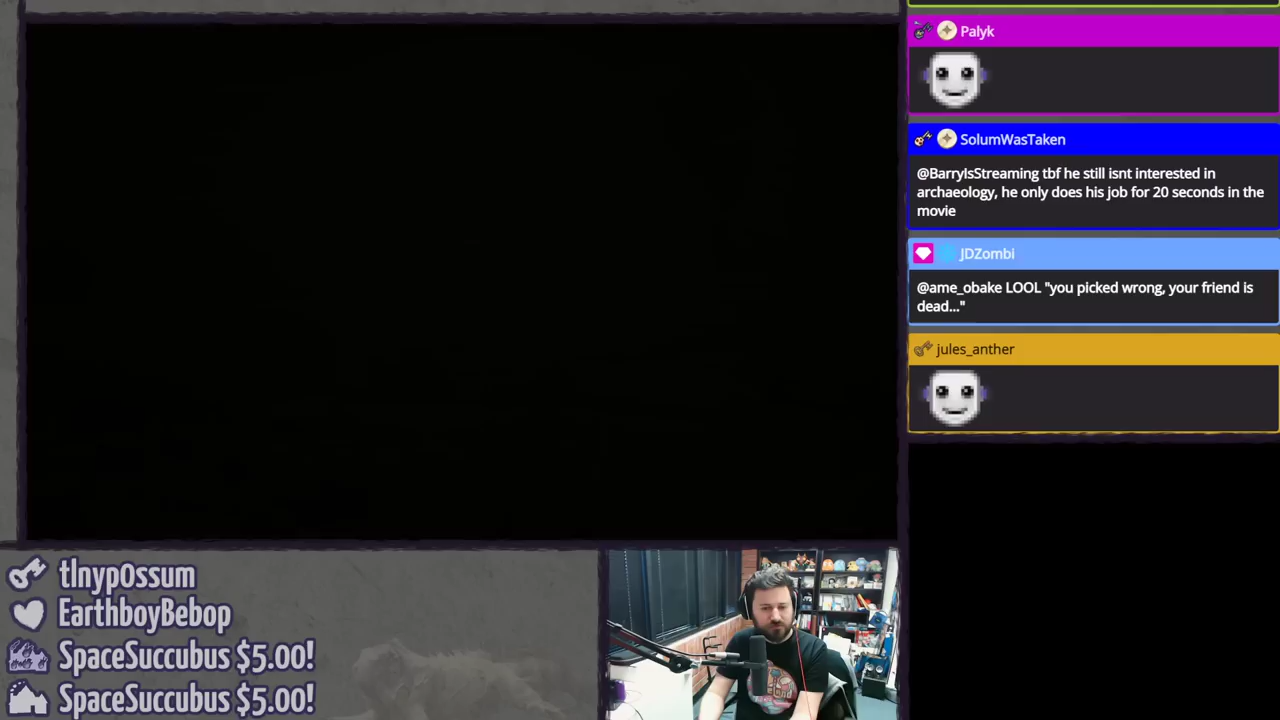 Palyk
SolumWasTaken
@BarryIsStreaming tbf he still isnt interested in
archaeology, he only does his job for 20 seconds in the
movie
JDZombi
@ame_obake LOOL "you picked wrong, your friend is
dead..."
jules_anther
tlnyp0ssum
EarthboyBebop
SpaceSuccubus $5.00!
SpaceSuccubus $5.00!